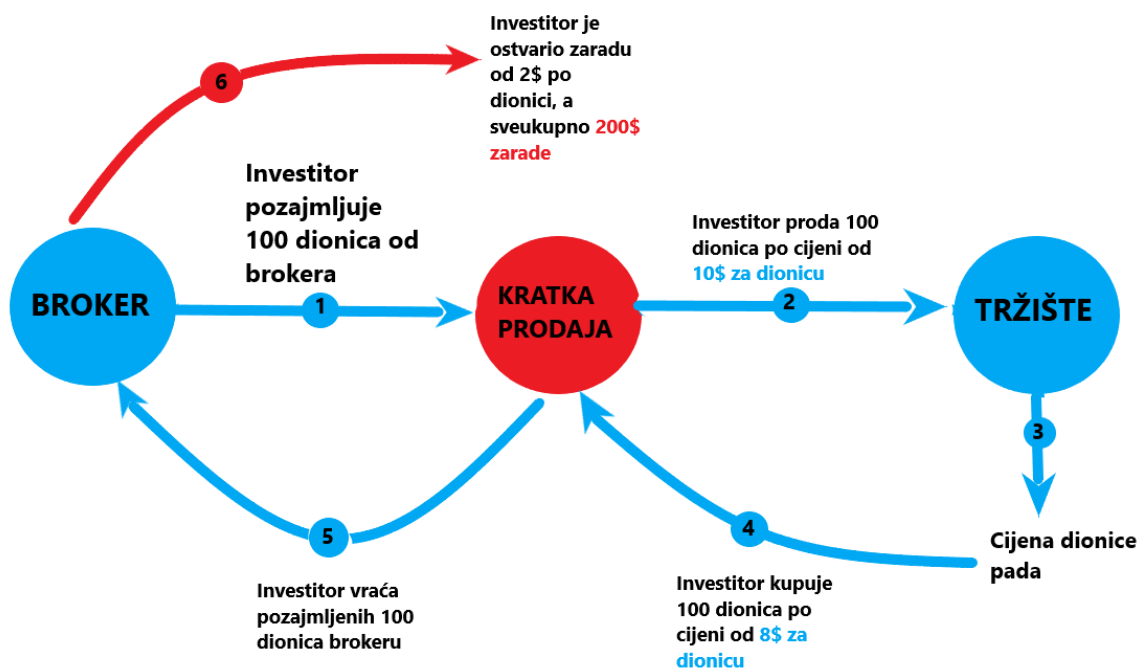 6
Investitor je
ostvario zaradu
od 2$ po
dionici, a
sveukupno 200$
zarade
Investitor
pozajmljuje
100 dionica od
brokera
Investitor proda 100
dionica po cijeni od
10$ za dionicu
BROKER
1
KRATKA
PRODAJA
2
TRŽIŠTE
3
Cijena dionice
pada
4
Investitor kupuje
100 dionica po
cijeni od 8$ za
dionicu
5
Investitor vraća
pozajmljenih 100
dionica brokeru